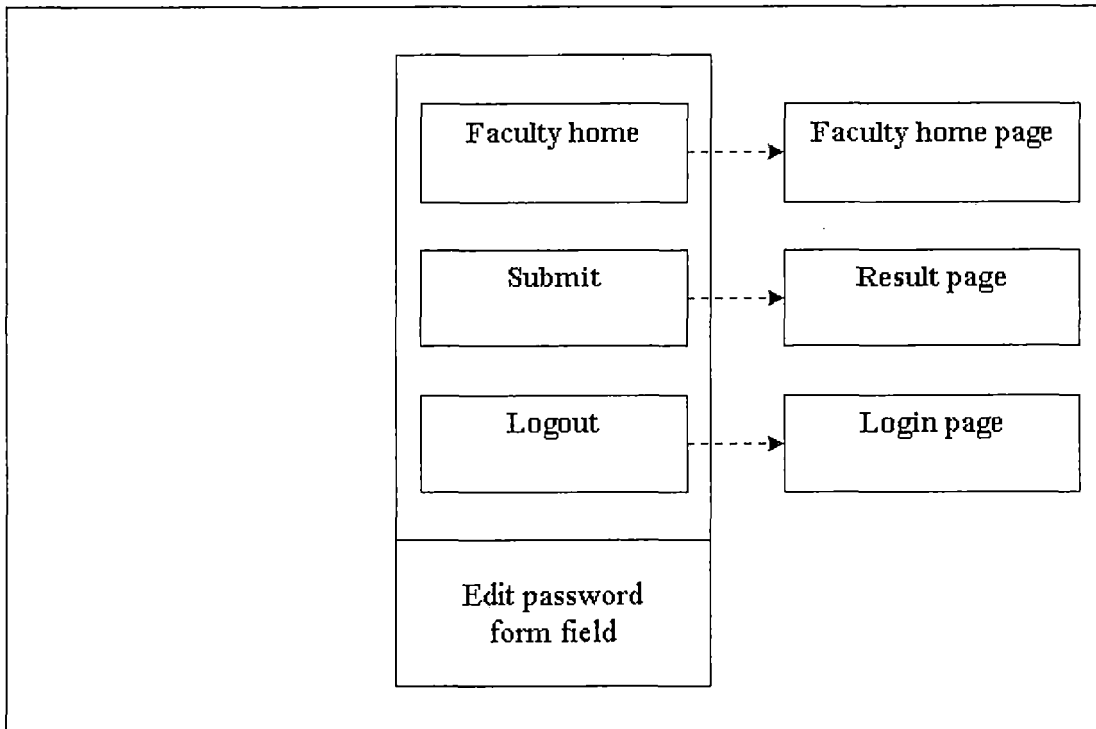 Faculty home
Faculty home page
Submit
Result page
Logout
Login page
Edit password
form field